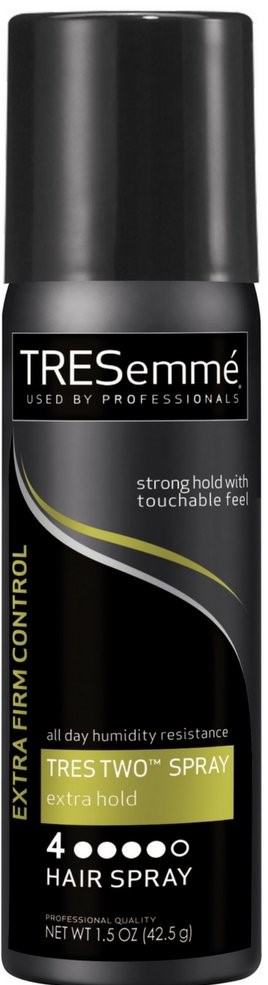 TRESemmé
USED BY PROFESSIONALS
strong hold with
touchable feel
EXTRA FIRM CONTROL
all day humidity resistance
TRES TWO™ SPRAY
extra hold
4
HAIR SPRAY
PROFESSIONAL QUALITY
NET WT 1.5 OZ (42.5 g)